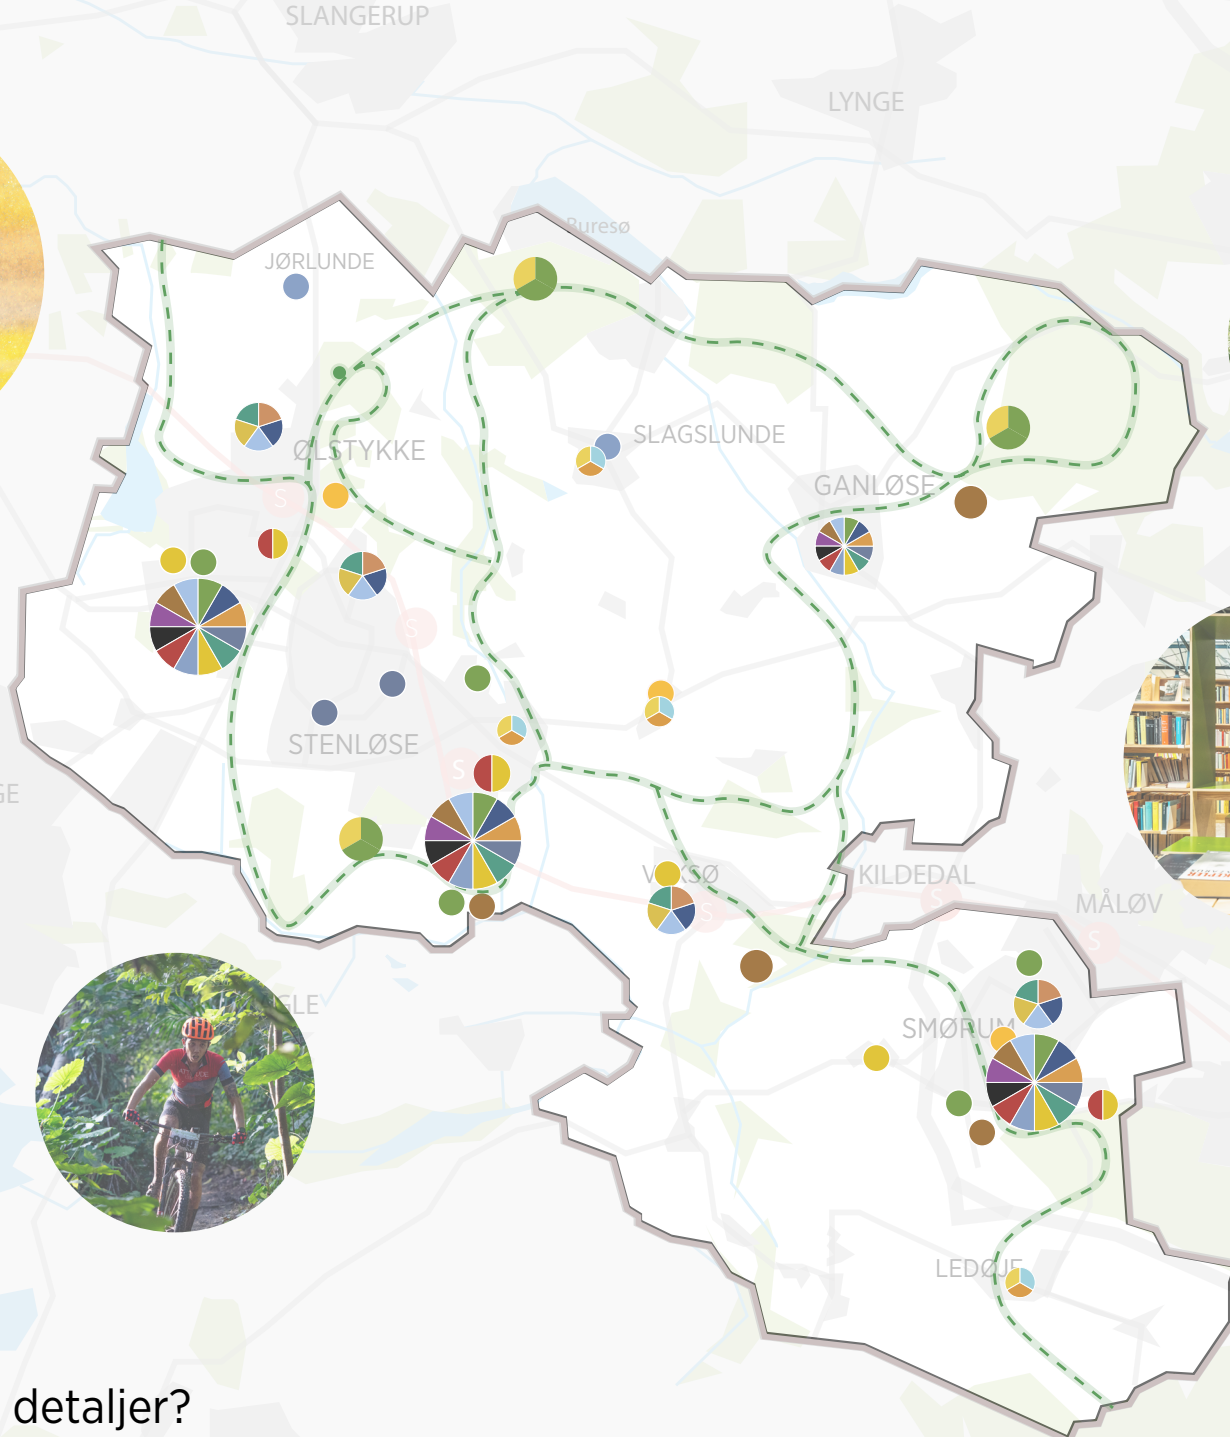 SLANGERUP
LYNGE
Buresø
JØRLUNDE
SLAGSLUNDE
ØLSTYKKE
GANLØSE
S
S
STENLØSE
S
KILDEDAL
MÅLØV
S
S
S
SMØRUM
LEDØJE
detaljer?